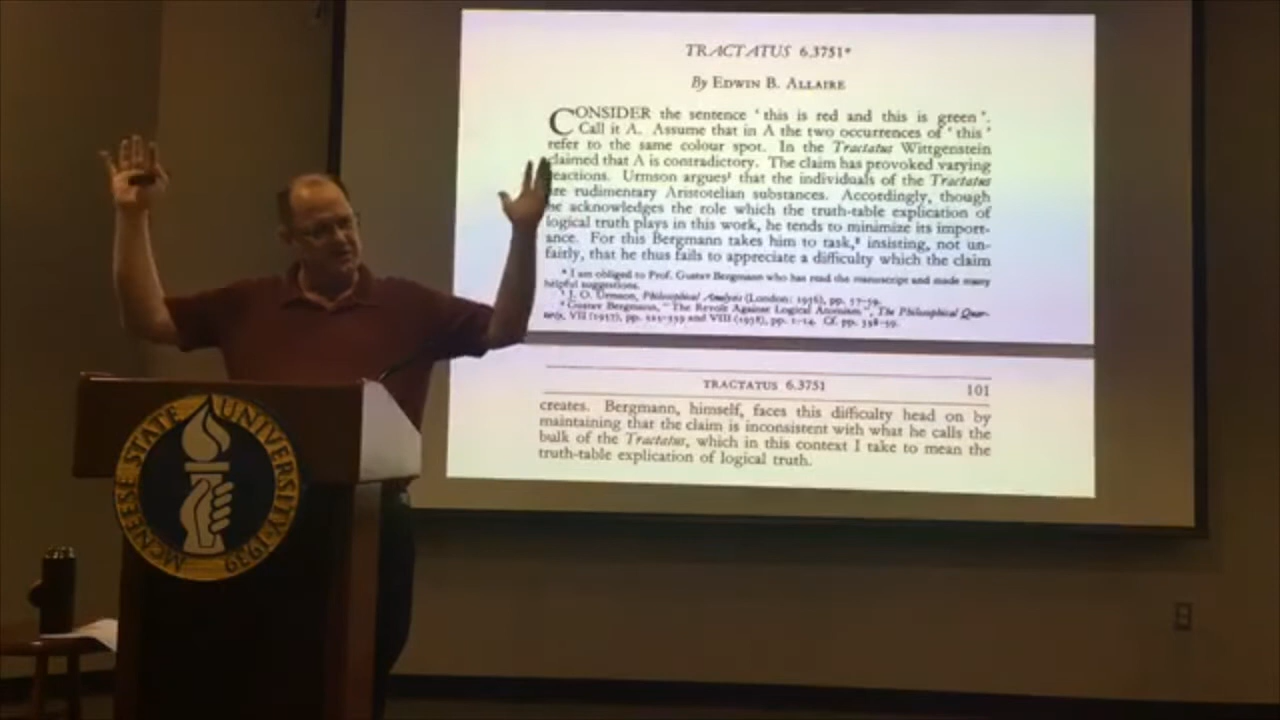 TRACTATUS 6.3751*
By EDWIN B. ALLAIRE
CONSIDER the sentence ‘this is red and this is green’.
Call it A. Assume that in A the two occurrences of ‘this’
refer to the same colour spot. In the Tractatus Wittgenstein
claimed that A is contradictory. The claim has provoked varying
reactions. Urmson argues¹ that the individuals of the Tractatus
are rudimentary Aristotelian substances. Accordingly, though
he acknowledges the role which the truth-table explication of
logical truth plays in this work, he tends to minimize its import-
ance. For this Bergmann takes him to task,² insisting, not un-
fairly, that he thus fails to appreciate a difficulty which the claim
* I am obliged to Prof. Gustav Bergmann who has read the manuscript and made many
helpful suggestions.
¹ J. O. Urmson, Philosophical Analysis (London: 1956), pp. 57-59.
² Gustav Bergmann, “The Revolt Against Logical Atomism”, The Philosophical Quar-
terly, VII (1957), pp. 323-339 and VIII (1958), pp. 1-14. Cf. pp. 338-39.
TRACTATUS 6.3751 101
creates. Bergmann, himself, faces this difficulty head on by
maintaining that the claim is inconsistent with what he calls the
bulk of the Tractatus, which in this context I take to mean the
truth-table explication of logical truth.
MCNEESE STATE UNIVERSITY 1939